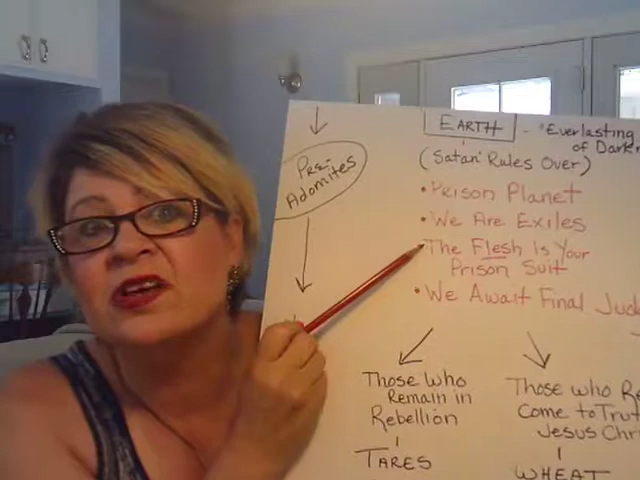 EARTH - "Everlasting
of Dark
(Satan Rules Over)
Pre-
Adomites
• Prison Planet
• We Are Exiles
• The Flesh Is Your
Prison Suit
• We Await Final Jud
Those Who
Remain in
Rebellion
TARES
Those who Re
Come to Trut
Jesus Chri
WHEAT